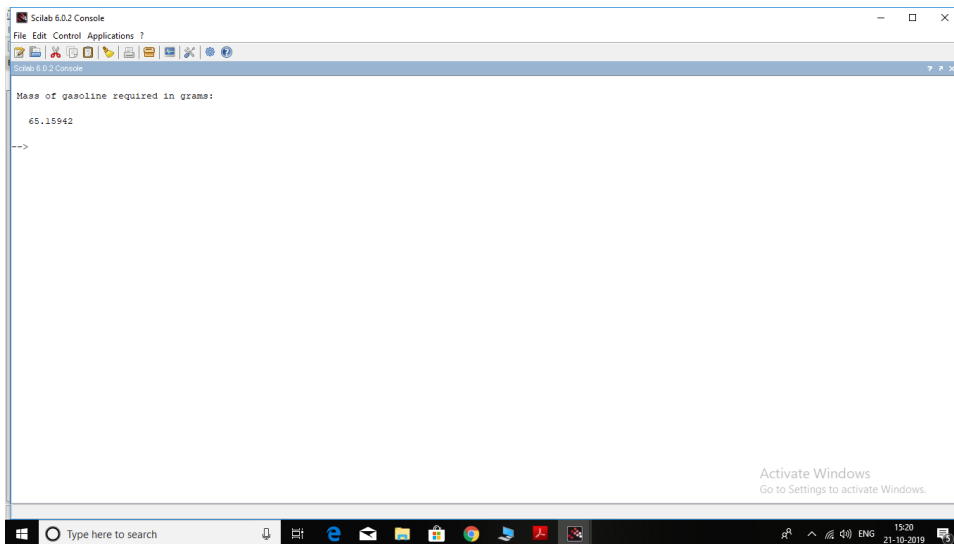 Scilab 6.0.2 Console
File Edit Control Applications ?
Scilab 6.0.2 Console
Mass of gasoline required in grams:
65.15942
-->
Activate Windows
Go to Settings to activate Windows.
Type here to search
ENG
15:20
21-10-2019
5